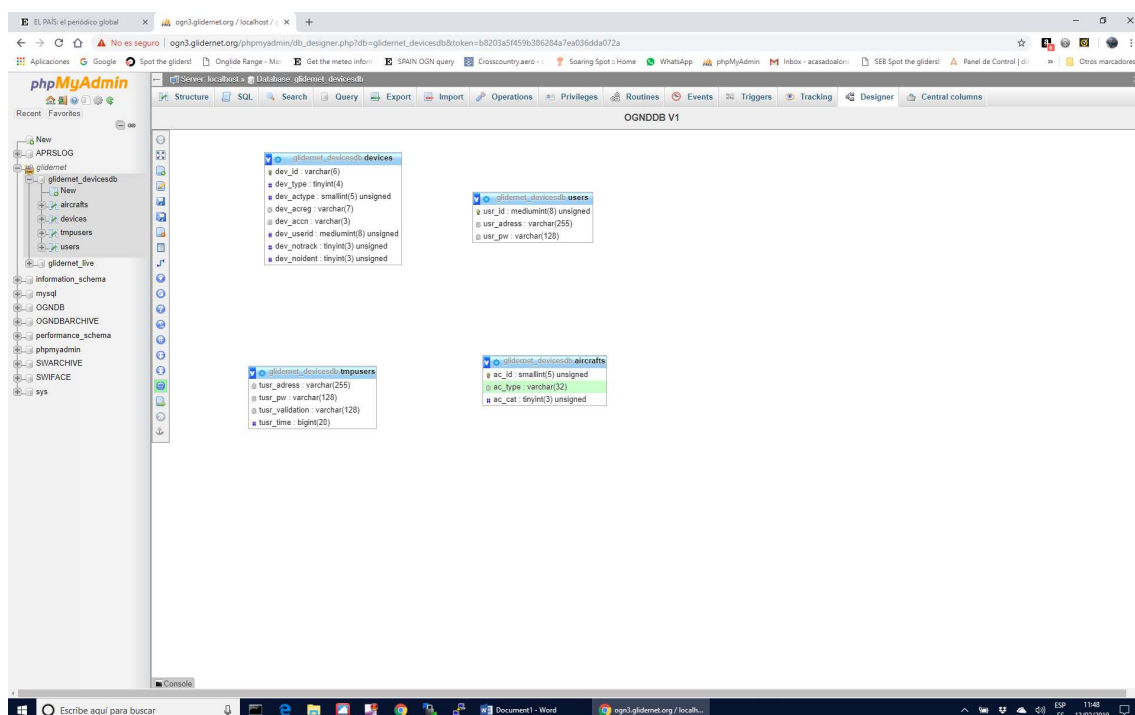 EL PAÍS: el periódico global
ogn3.glidernet.org / localhost /
No es seguro | ogn3.glidernet.org/phpmyadmin/db_designer.php?db=glidernet_devicesdb&token=b8203a5f459b386284a7ea036dda072a
Aplicaciones Google Spot the gliders! Onglide Range - Ma Get the meteo inform SPAIN OGN query Crosscountry.aero - Soaring Spot :: Home WhatsApp phpMyAdmin Inbox - acasadoalon SEB Spot the gliders! Panel de Control | di » Otros marcadores
phpMyAdmin
Recent Favorites
New
APRSLOG
glidernet
glidernet_devicesdb
New
aircrafts
devices
tmpusers
users
glidernet_live
information_schema
mysql
OGNDB
OGNDBARCHIVE
performance_schema
phpmyadmin
SWARCHIVE
SWIFACE
sys
Server: localhost » Database: glidernet_devicesdb
Structure SQL Search Query Export Import Operations Privileges Routines Events Triggers Tracking Designer Central columns
OGNDDB V1
glidernet_devicesdb devices
dev_id : varchar(6)
dev_type : tinyint(4)
dev_actype : smallint(5) unsigned
dev_acreg : varchar(7)
dev_accn : varchar(3)
dev_userid : mediumint(8) unsigned
dev_notrack : tinyint(3) unsigned
dev_noident : tinyint(3) unsigned
glidernet_devicesdb users
usr_id : mediumint(8) unsigned
usr_adress : varchar(255)
usr_pw : varchar(128)
glidernet_devicesdb tmpusers
tusr_adress : varchar(255)
tusr_pw : varchar(128)
tusr_validation : varchar(128)
tusr_time : bigint(20)
glidernet_devicesdb aircrafts
ac_id : smallint(5) unsigned
ac_type : varchar(32)
ac_cat : tinyint(3) unsigned
Console
Escribe aquí para buscar
Document1 - Word
ogn3.glidernet.org / localh...
ESP
ES
11:48
12/02/2019